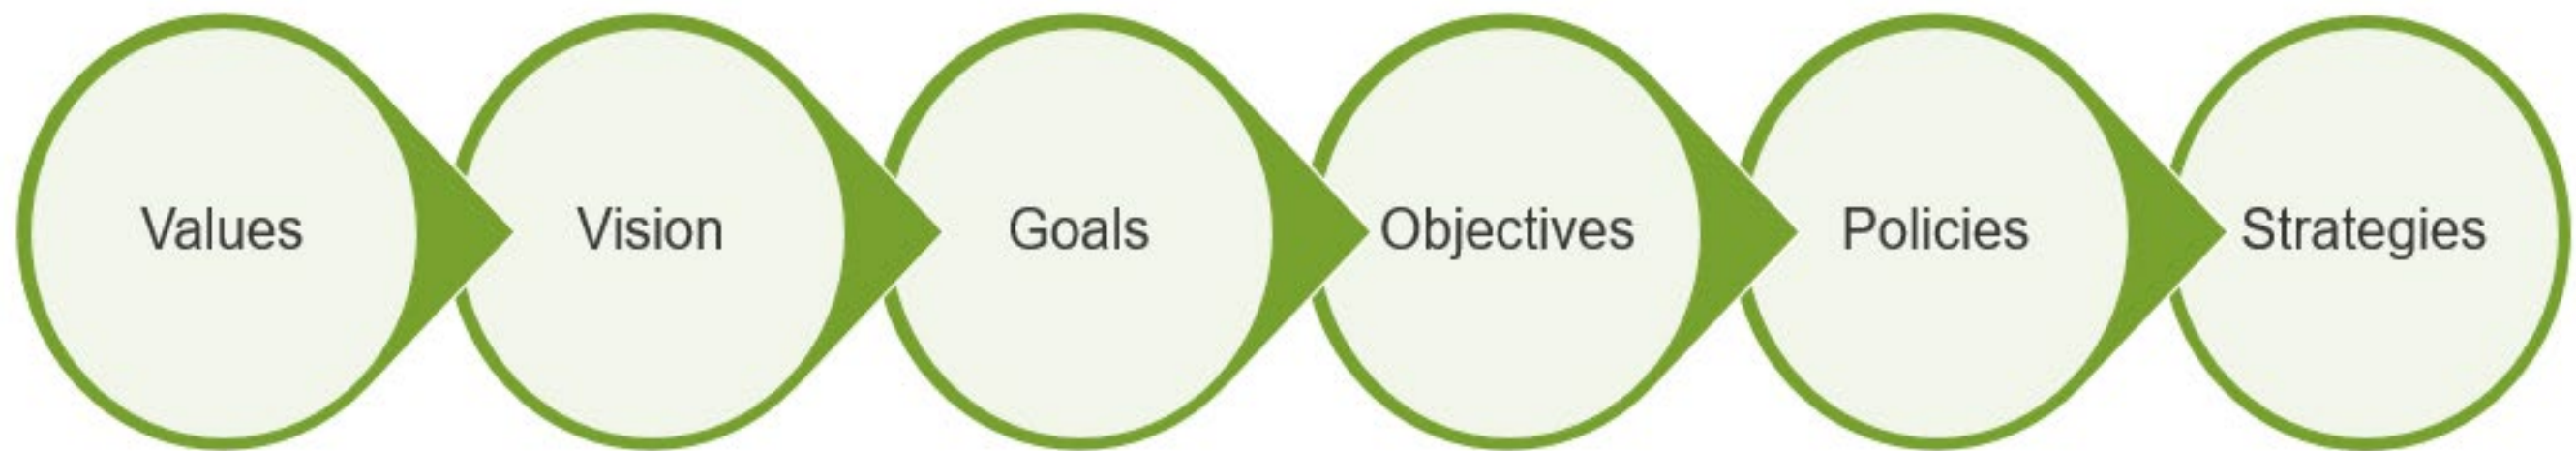 Values
Vision
Goals
Objectives
Policies
Strategies